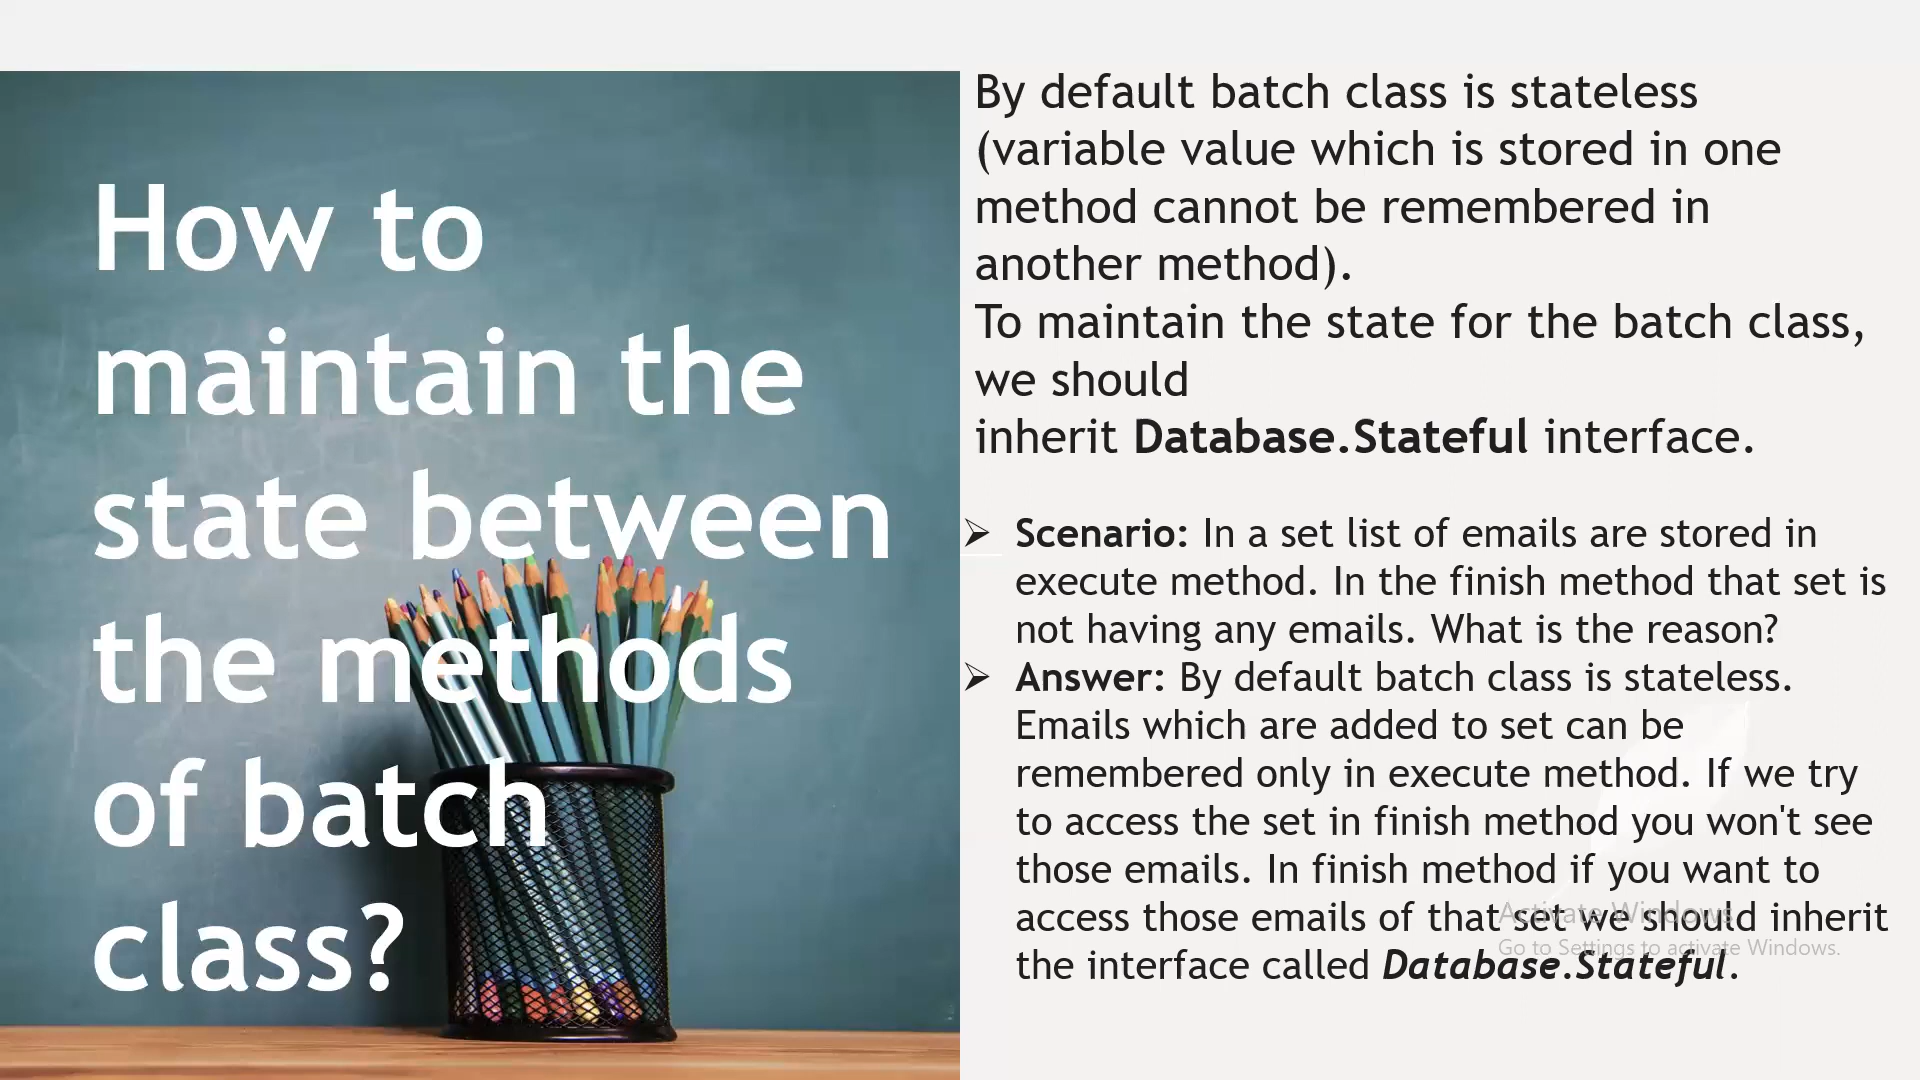 How to
maintain the
state between
the methods
of batch
class?
By default batch class is stateless
(variable value which is stored in one
method cannot be remembered in
another method).
To maintain the state for the batch class,
we should
inherit Database.Stateful interface.
➢ Scenario: In a set list of emails are stored in
execute method. In the finish method that set is
not having any emails. What is the reason?
➢ Answer: By default batch class is stateless.
Emails which are added to set can be
remembered only in execute method. If we try
to access the set in finish method you won't see
those emails. In finish method if you want to
access those emails of that set we should inherit
the interface called Database.Stateful.
Activate Windows
Go to Settings to activate Windows.